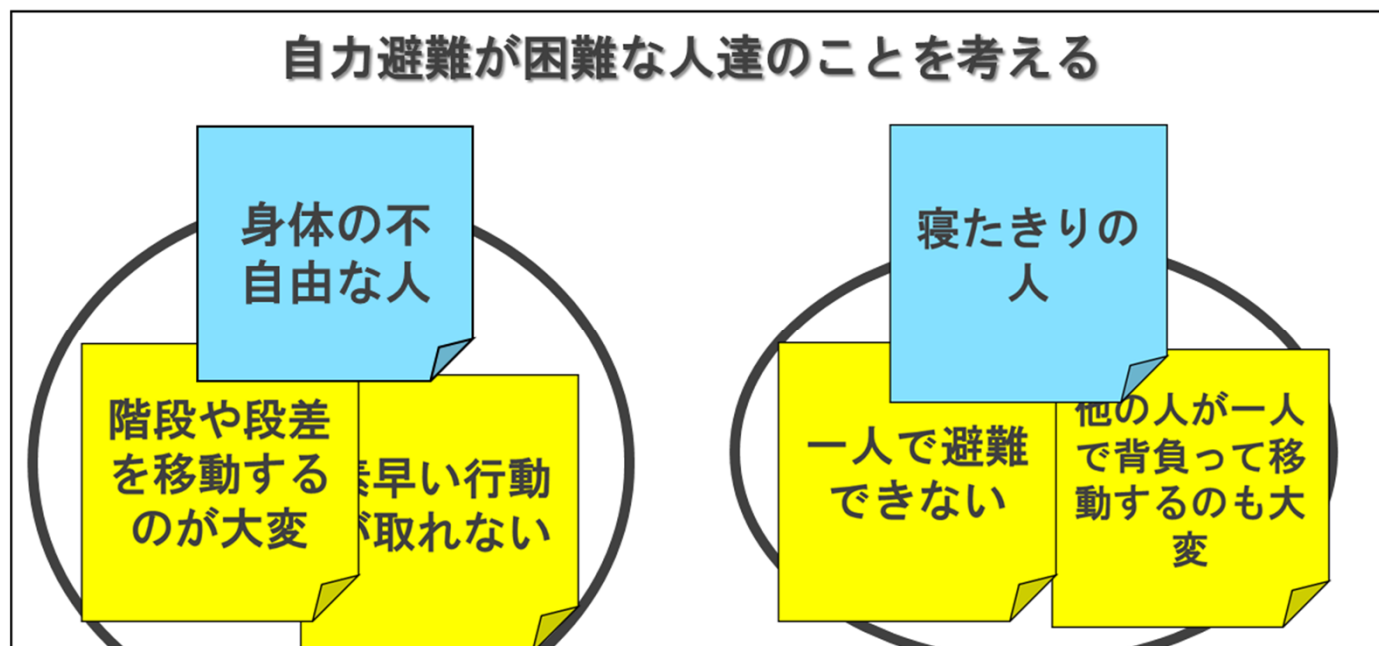 自力避難が困難な人達のことを考える
身体の不
自由な人
階段や段差
を移動する
のが大変
素早い行動
が取れない
寝たきりの
人
一人で避難
できない
他の人が一人
で背負って移
動するのも大
変